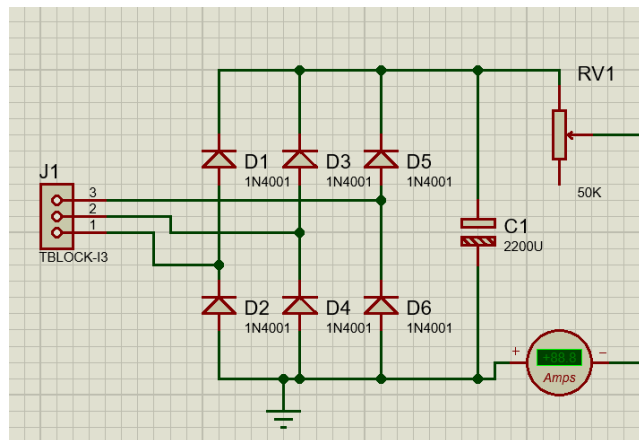 RV1
50K
J1
3
2
1
TBLOCK-I3
D1
1N4001
D3
1N4001
D5
1N4001
C1
2200U
D2
1N4001
D4
1N4001
D6
1N4001
+
+88.8
Amps
−